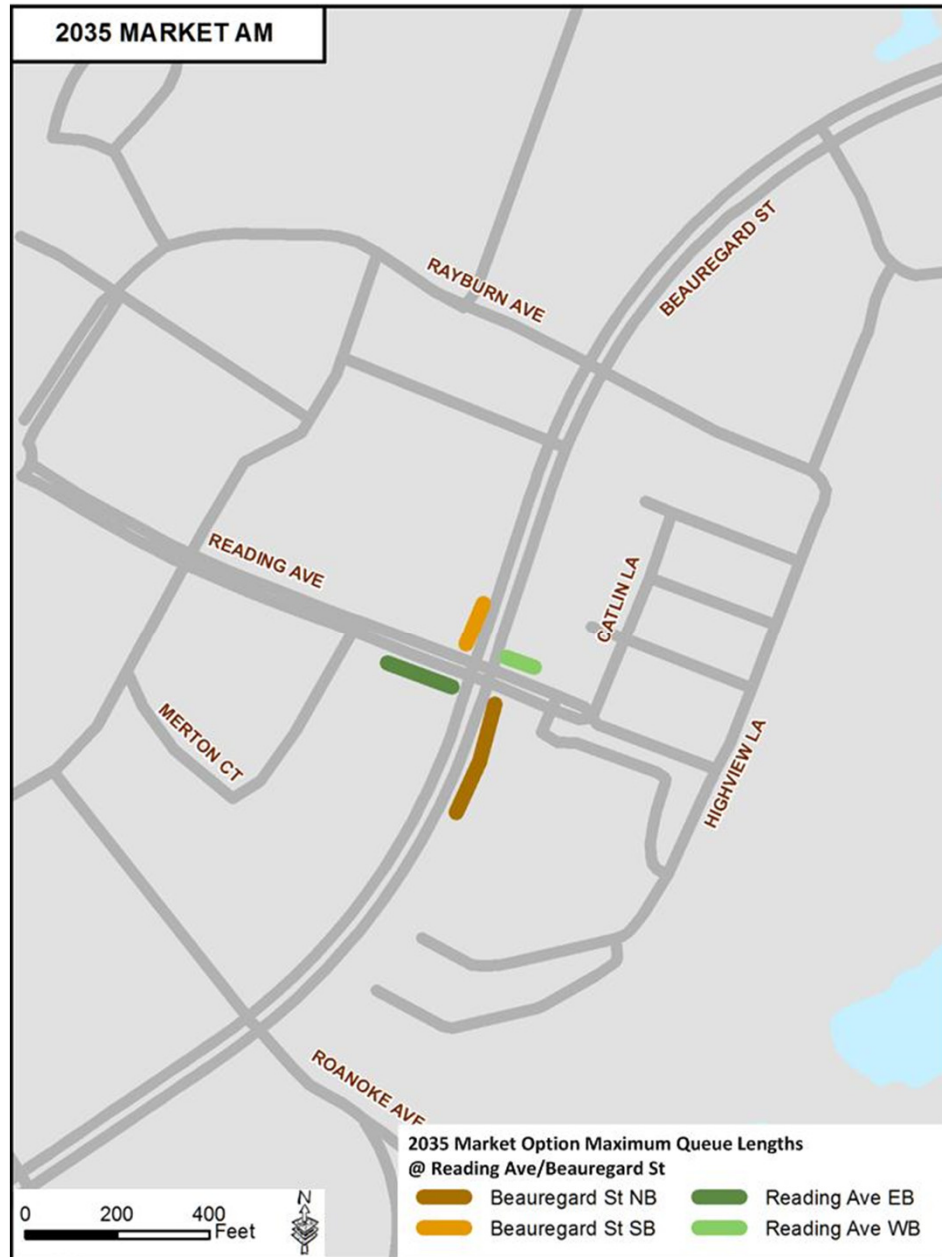 2035 MARKET AM
BEAUREGARD ST
RAYBURN AVE
READING AVE
CATLIN LA
MERTON CT
HIGHVIEW LA
ROANOKE AVE
2035 Market Option Maximum Queue Lengths
@ Reading Ave/Beauregard St
Beauregard St NB
Reading Ave EB
Beauregard St SB
Reading Ave WB
N
0 200 400 Feet